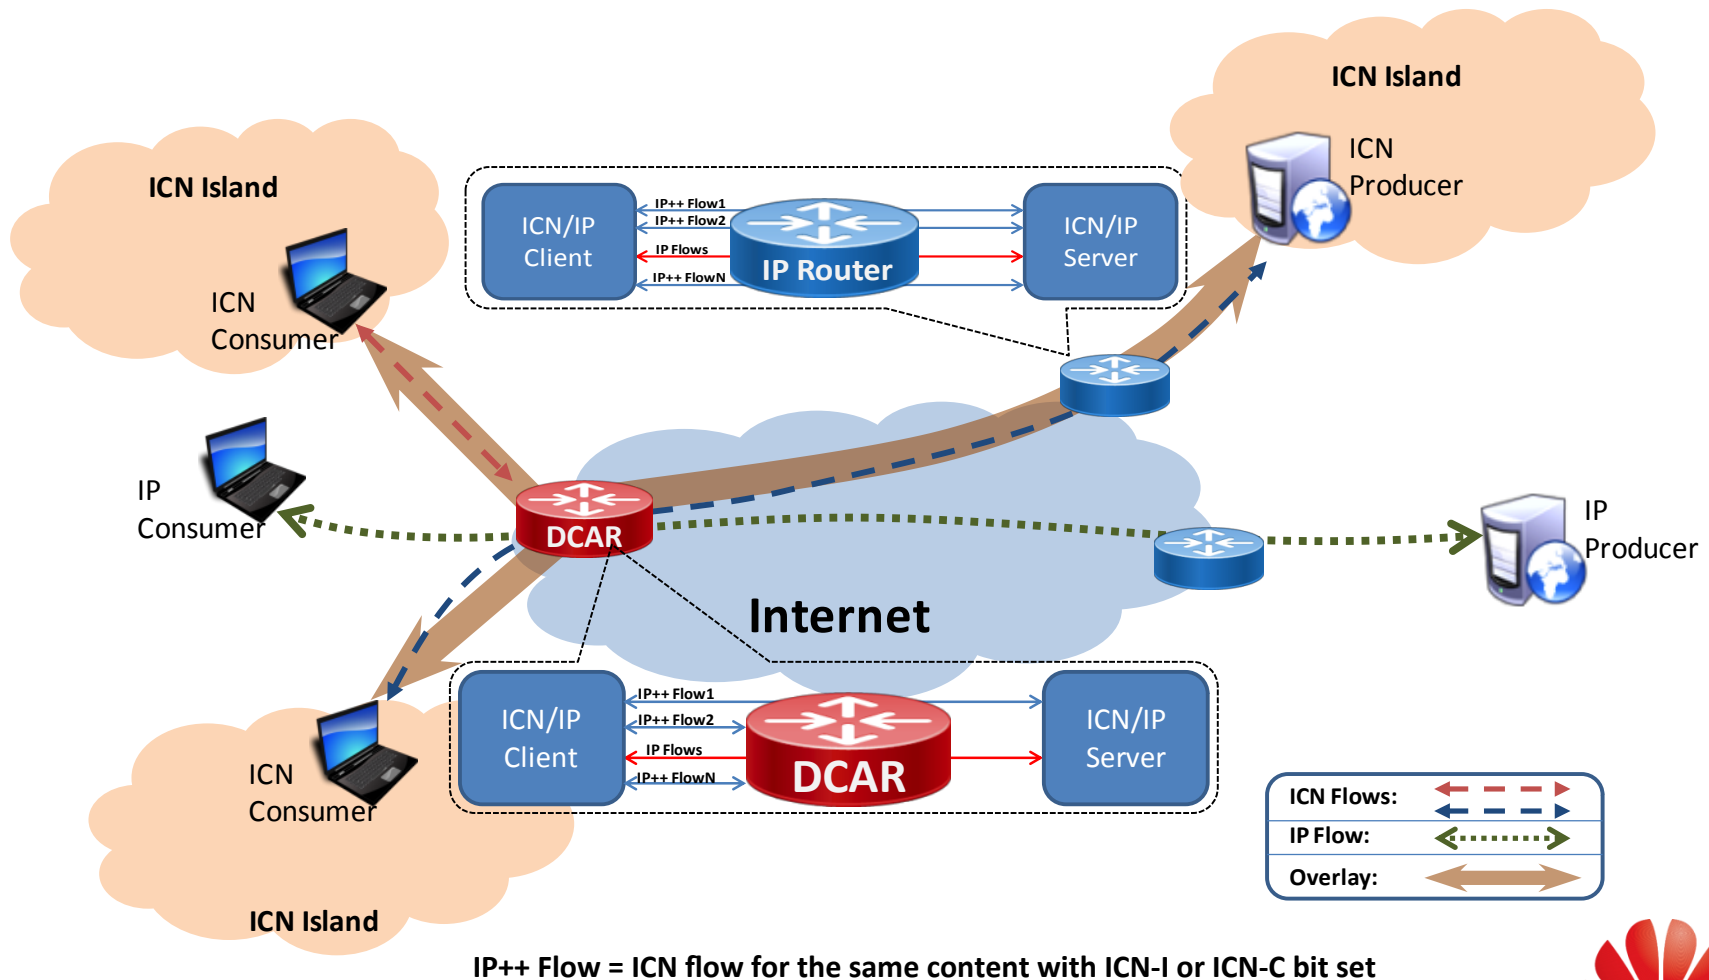 ICN Island
ICN
Producer
ICN Island
ICN/IP
Client
IP++ Flow1
IP++ Flow2
IP Flows
IP++ FlowN
IP Router
ICN/IP
Server
ICN
Consumer
IP
Consumer
DCAR
IP
Producer
Internet
ICN/IP
Client
IP++ Flow1
IP++ Flow2
IP Flows
IP++ FlowN
DCAR
ICN/IP
Server
ICN
Consumer
ICN Island
ICN Flows:
IP Flow:
Overlay:
IP++ Flow = ICN flow for the same content with ICN-I or ICN-C bit set